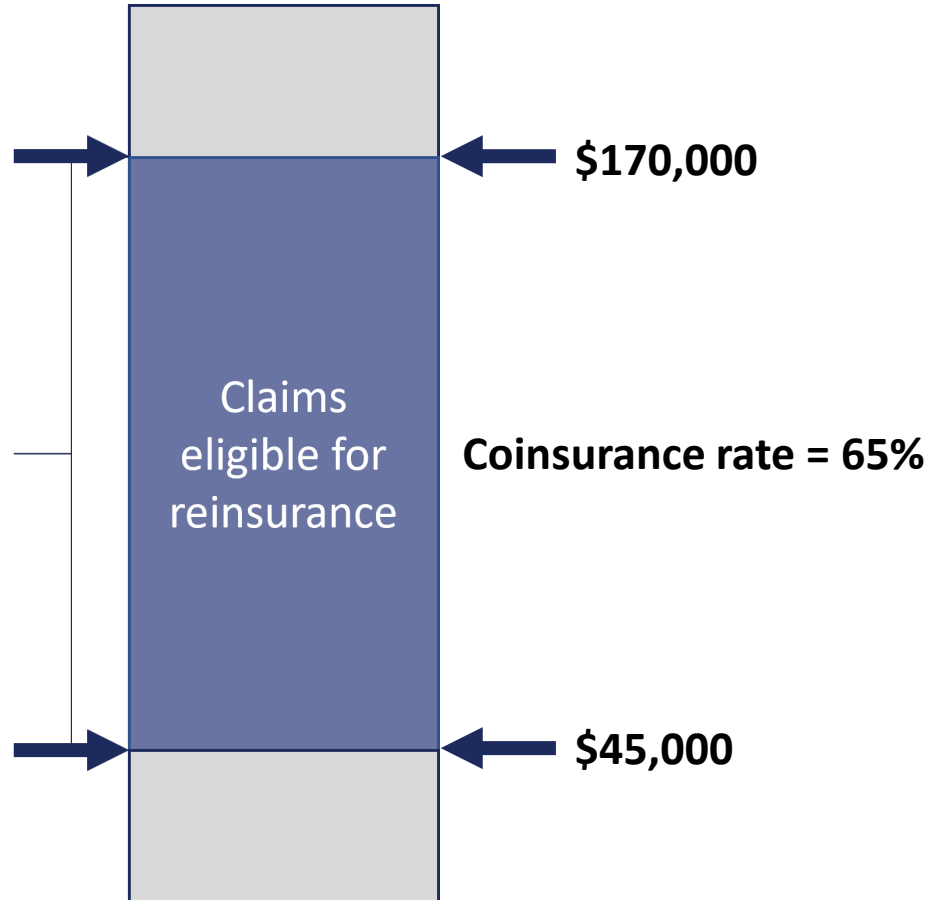 $170,000
Claims
eligible for
reinsurance
Coinsurance rate = 65%
$45,000